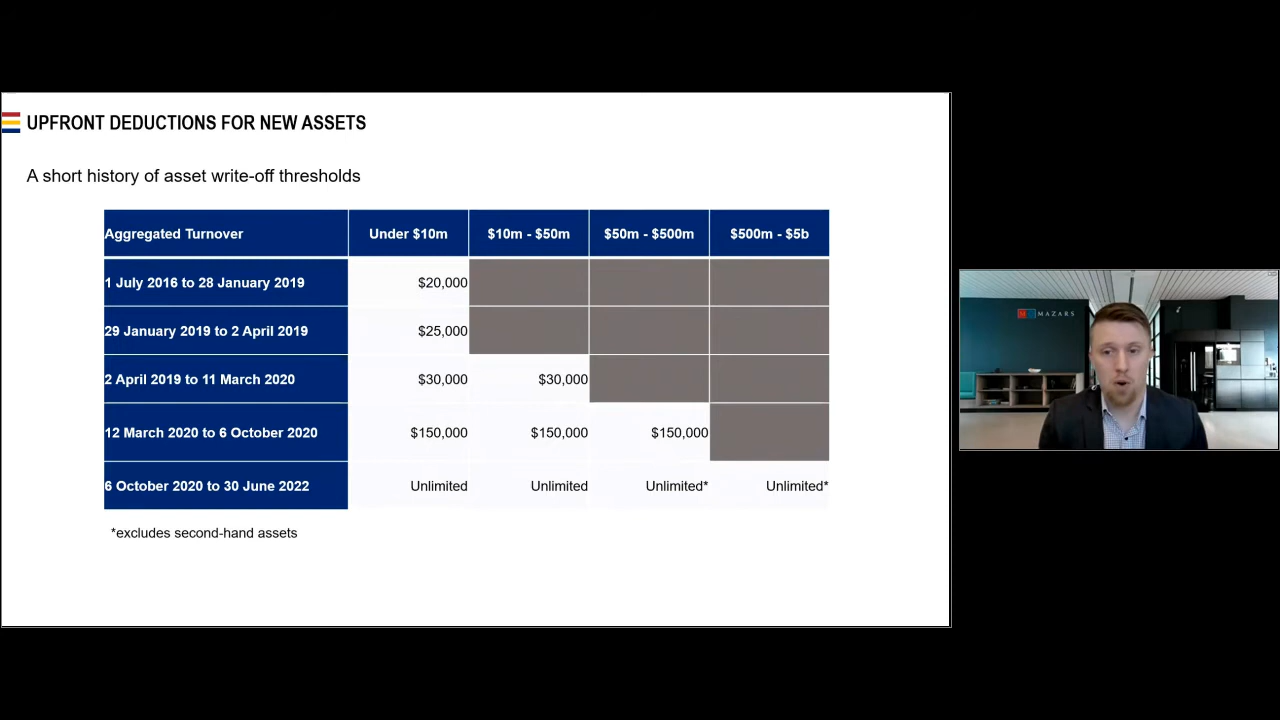 UPFRONT DEDUCTIONS FOR NEW ASSETS
A short history of asset write-off thresholds
Aggregated Turnover Under $10m $10m - $50m $50m - $500m $500m - $5b
1 July 2016 to 28 January 2019 $20,000
29 January 2019 to 2 April 2019 $25,000
2 April 2019 to 11 March 2020 $30,000 $30,000
12 March 2020 to 6 October 2020 $150,000 $150,000 $150,000
6 October 2020 to 30 June 2022 Unlimited Unlimited Unlimited* Unlimited*
*excludes second-hand assets
MAZARS